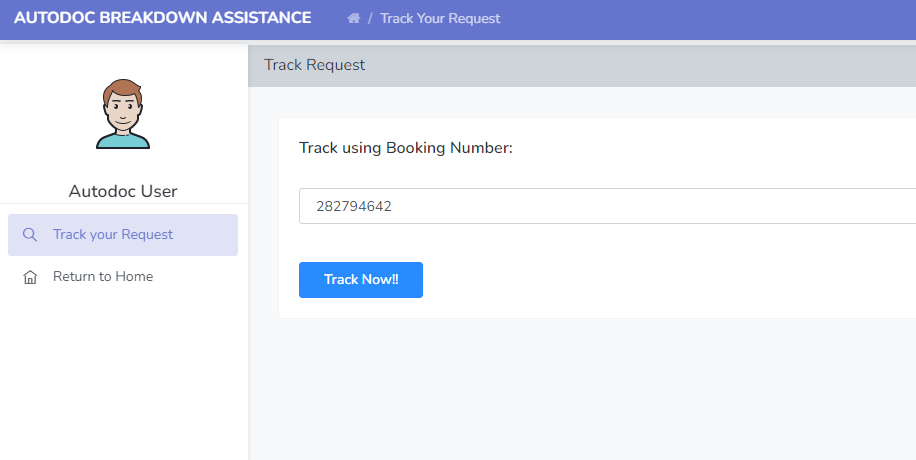 AUTODOC BREAKDOWN ASSISTANCE
/ Track Your Request
Track Request
Autodoc User
Track your Request
Return to Home
Track using Booking Number:
282794642
Track Now!!